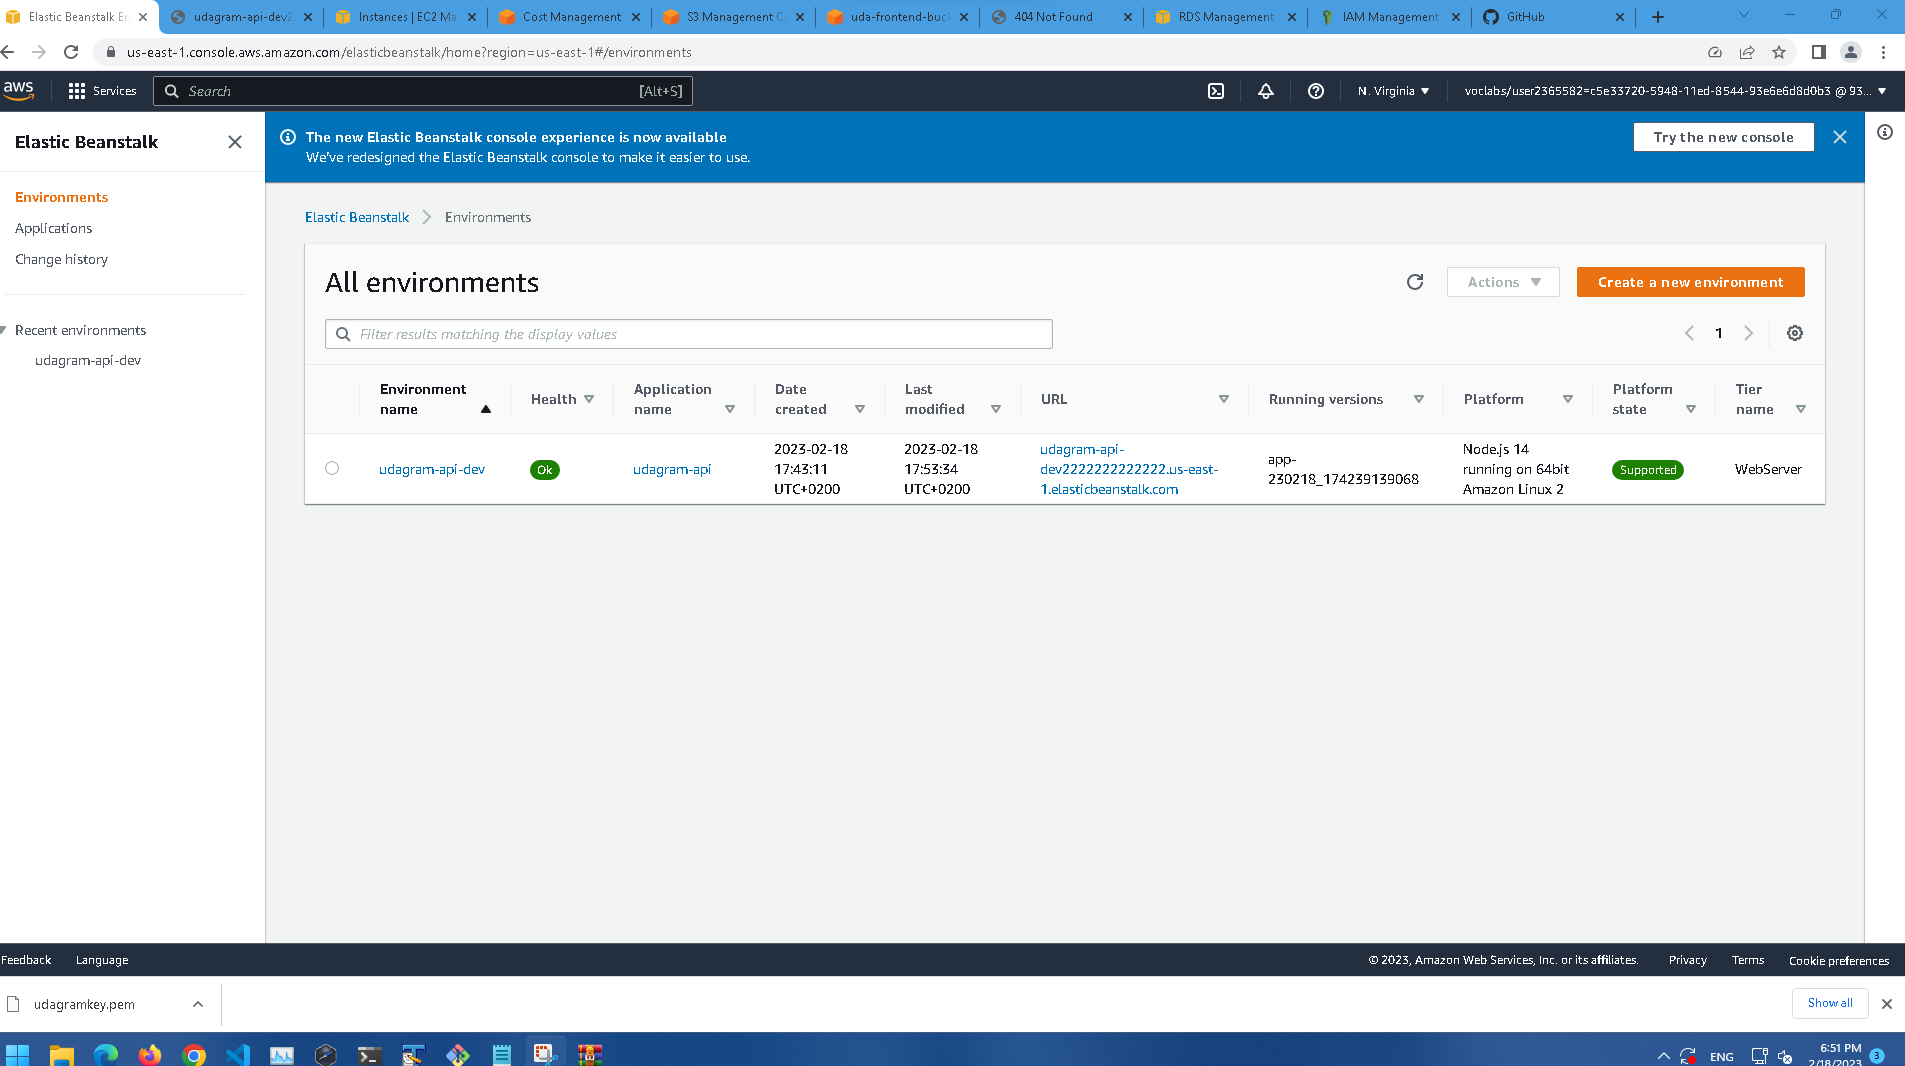 Elastic Beanstalk En
udagram-api-dev2
Instances | EC2 Ma
Cost Management
S3 Management C
uda-frontend-buc
404 Not Found
RDS Management
IAM Management
GitHub
us-east-1.console.aws.amazon.com/elasticbeanstalk/home?region=us-east-1#/environments
aws
Services
Search
[Alt+S]
N. Virginia
voclabs/user2365582=c5e33720-5948-11ed-8544-93e6e6d8d0b3 @ 93...
Elastic Beanstalk
Environments
Applications
Change history
Recent environments
udagram-api-dev
The new Elastic Beanstalk console experience is now available
We've redesigned the Elastic Beanstalk console to make it easier to use.
Try the new console
Elastic Beanstalk
Environments
All environments
Actions
Create a new environment
Filter results matching the display values
1
Environment
name
Health
Application
name
Date
created
Last
modified
URL
Running versions
Platform
Platform
state
Tier
name
udagram-api-dev
Ok
udagram-api
2023-02-18
17:43:11
UTC+0200
2023-02-18
17:53:34
UTC+0200
udagram-api-
dev2222222222222.us-east-
1.elasticbeanstalk.com
app-
230218_174239139068
Node.js 14
running on 64bit
Amazon Linux 2
Supported
WebServer
Feedback
Language
© 2023, Amazon Web Services, Inc. or its affiliates.
Privacy
Terms
Cookie preferences
udagramkey.pem
Show all
ENG
6:51 PM
2/18/2023
3